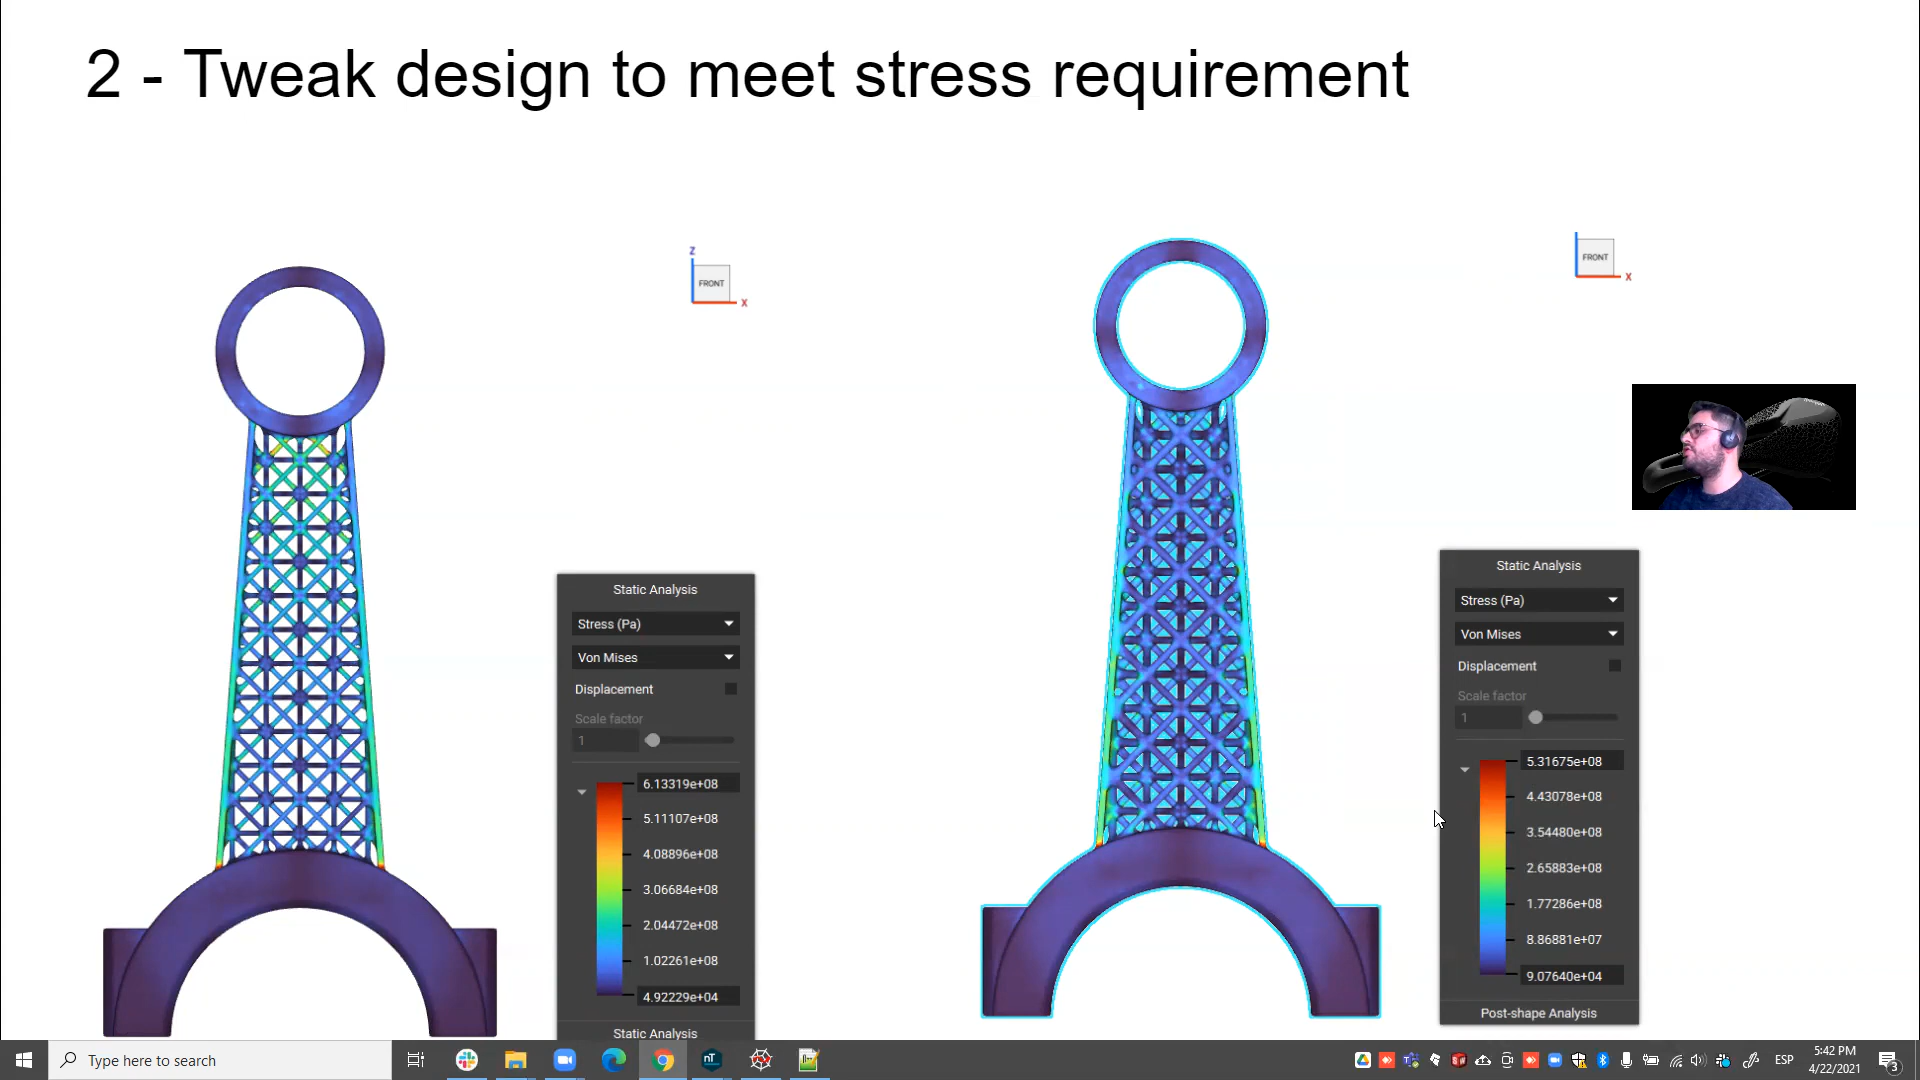 2 - Tweak design to meet stress requirement
Z
FRONT
X
FRONT
X
Static Analysis
Stress (Pa)
Von Mises
Displacement
Scale factor
1
6.13319e+08
5.11107e+08
4.08896e+08
3.06684e+08
2.04472e+08
1.02261e+08
4.92229e+04
Static Analysis
Static Analysis
Stress (Pa)
Von Mises
Displacement
Scale factor
1
5.31675e+08
4.43078e+08
3.54480e+08
2.65883e+08
1.77286e+08
8.86881e+07
9.07640e+04
Post-shape Analysis
Type here to search
nT
ESP
5:42 PM
4/22/2021
3